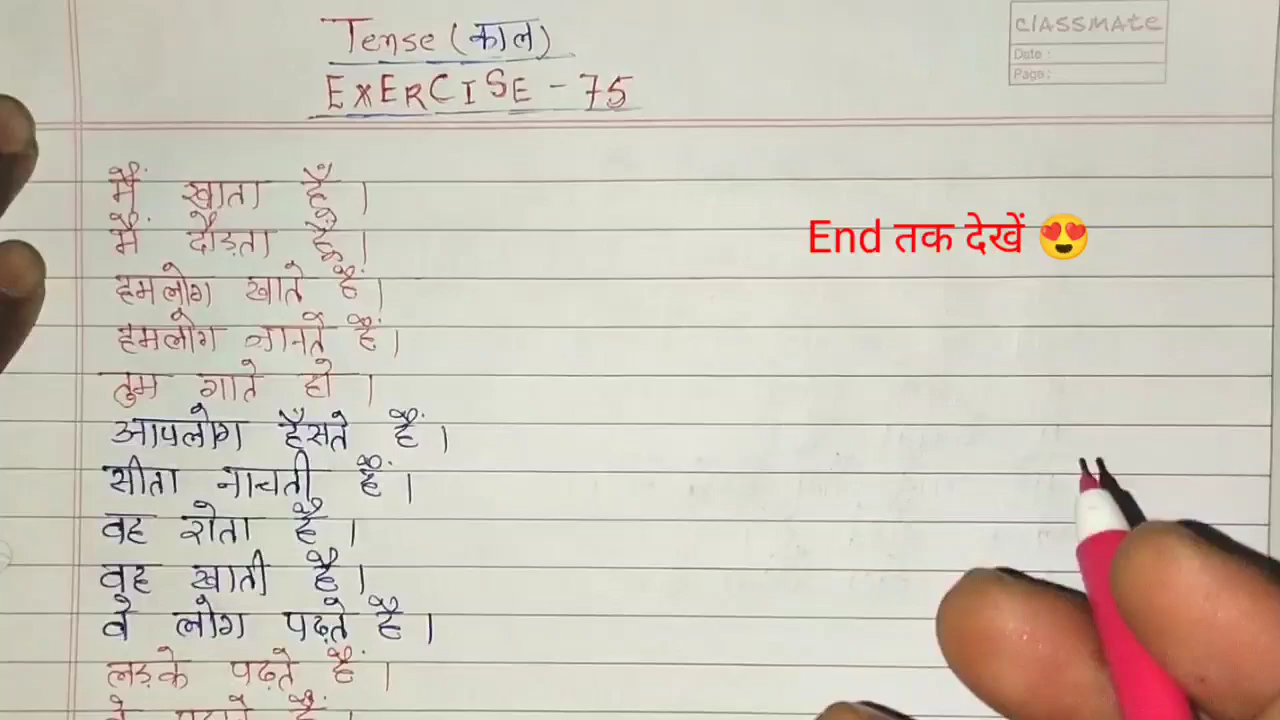 Tense (काल)
EXERCISE - 75
CLASSMATE
Date :
Page :
मैं खाता हूँ ।
मैं दौड़ता हूँ ।
End तक देखें 😍
हमलोग खाते हैं ।
हमलोग नानते हैं ।
तुम गाते हो ।
आपलोग हँसते हैं ।
सीता नाचती हैं ।
वह रोता है ।
वह खाती है ।
वे लोग पढ़ते है ।
लड़के पढ़ते हैं ।